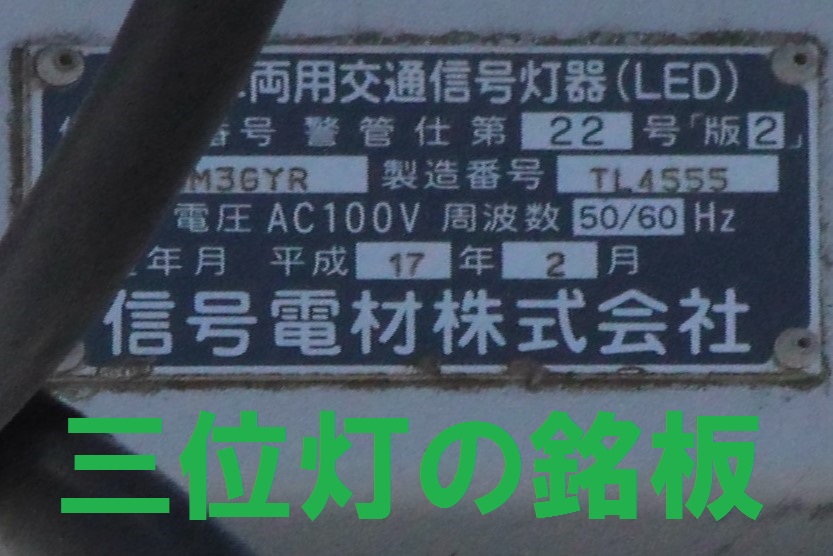 両用交通信号灯器(LED)
番号 警管仕第 22 号「版2」
M36YR 製造番号 TL4555
電圧 AC100V 周波数 50/60 Hz
年月 平成 17 年 2 月
信号電材株式会社
三位灯の銘板